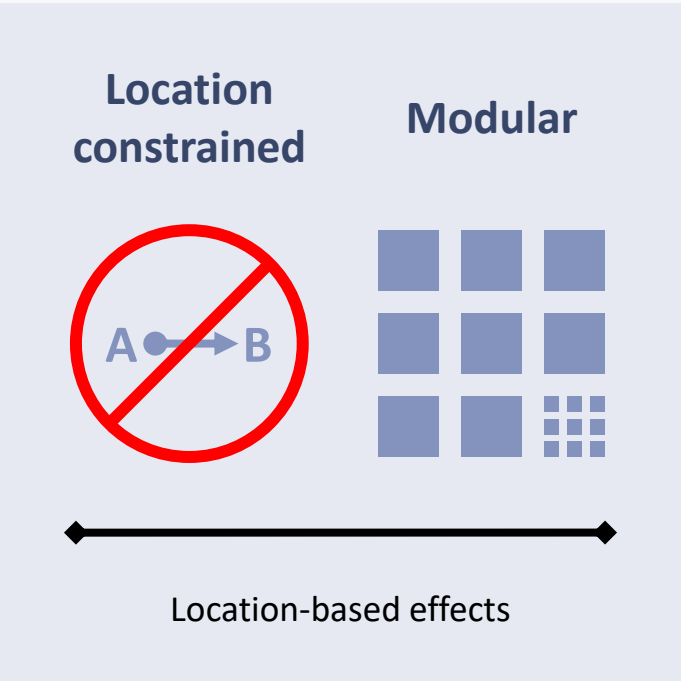 Location
constrained
Modular
A B
Location-based effects